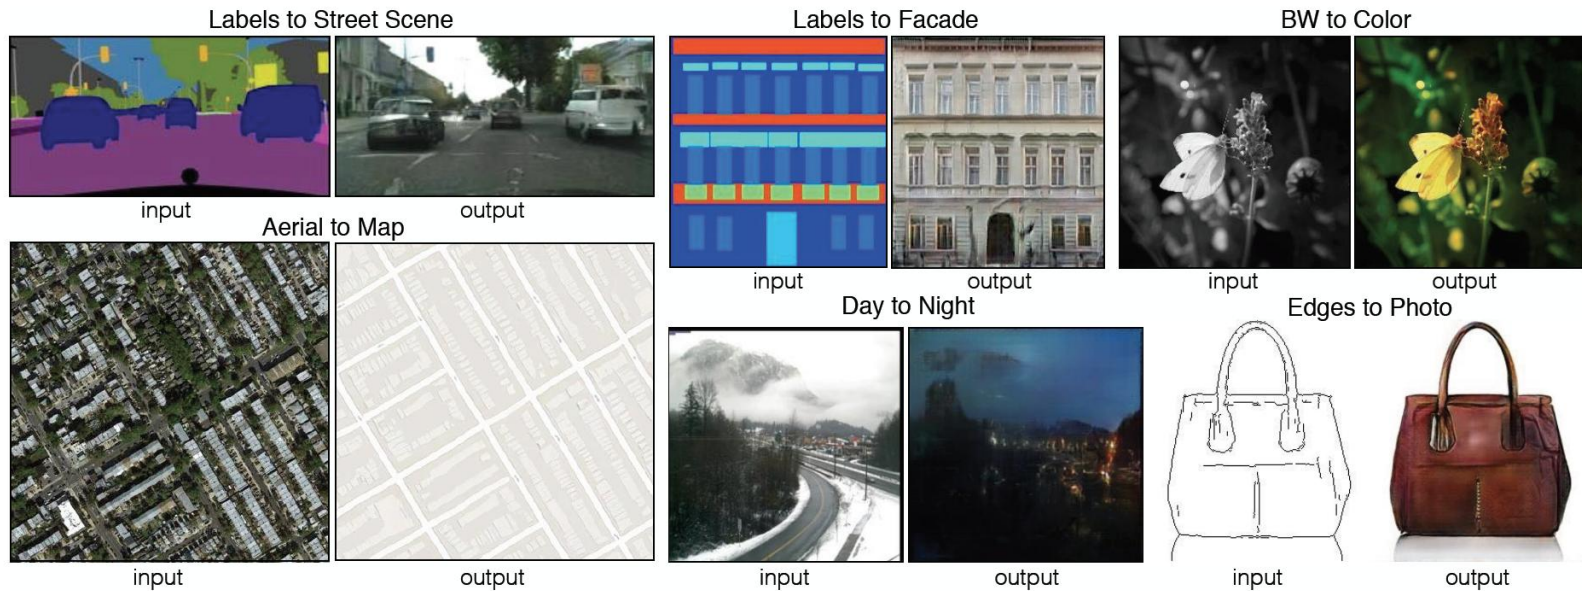 Labels to Street Scene
input
output
Aerial to Map
input
output
Labels to Facade
input
output
Day to Night
input
output
BW to Color
input
output
Edges to Photo
input
output